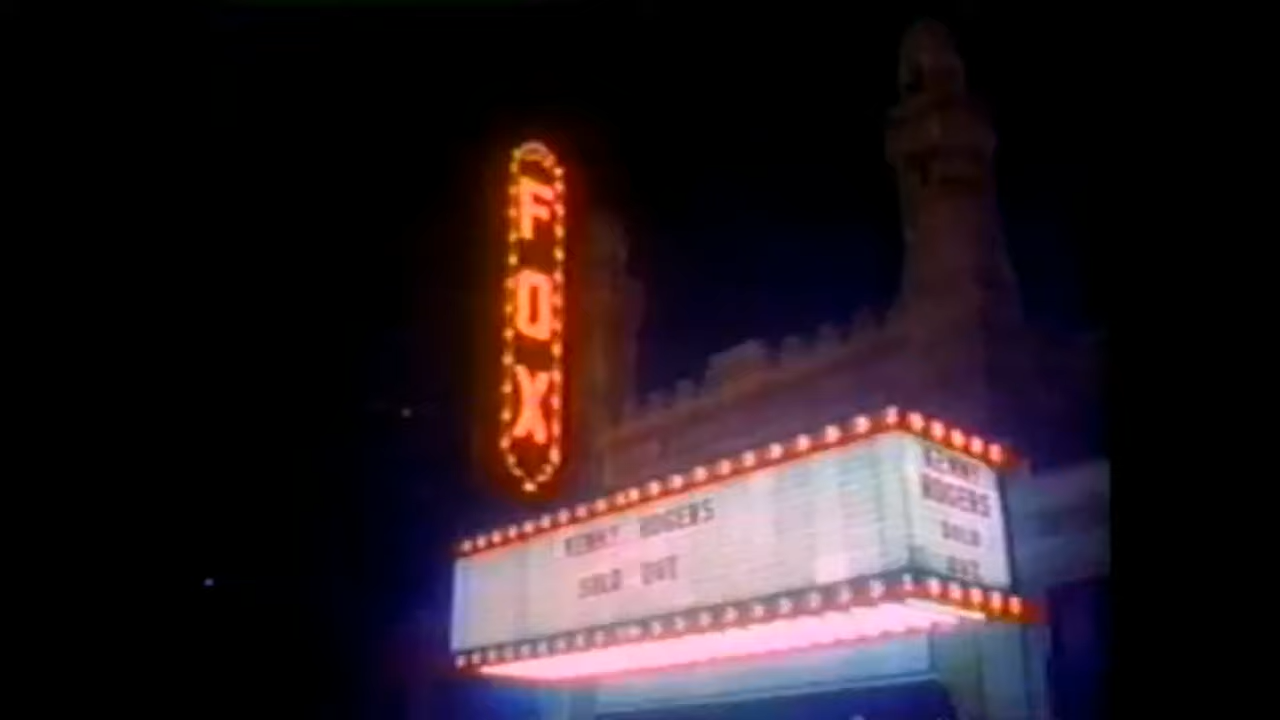 FOX
KENNY ROGERS
SOLD OUT
KENNY
ROGERS
SOLD
OUT